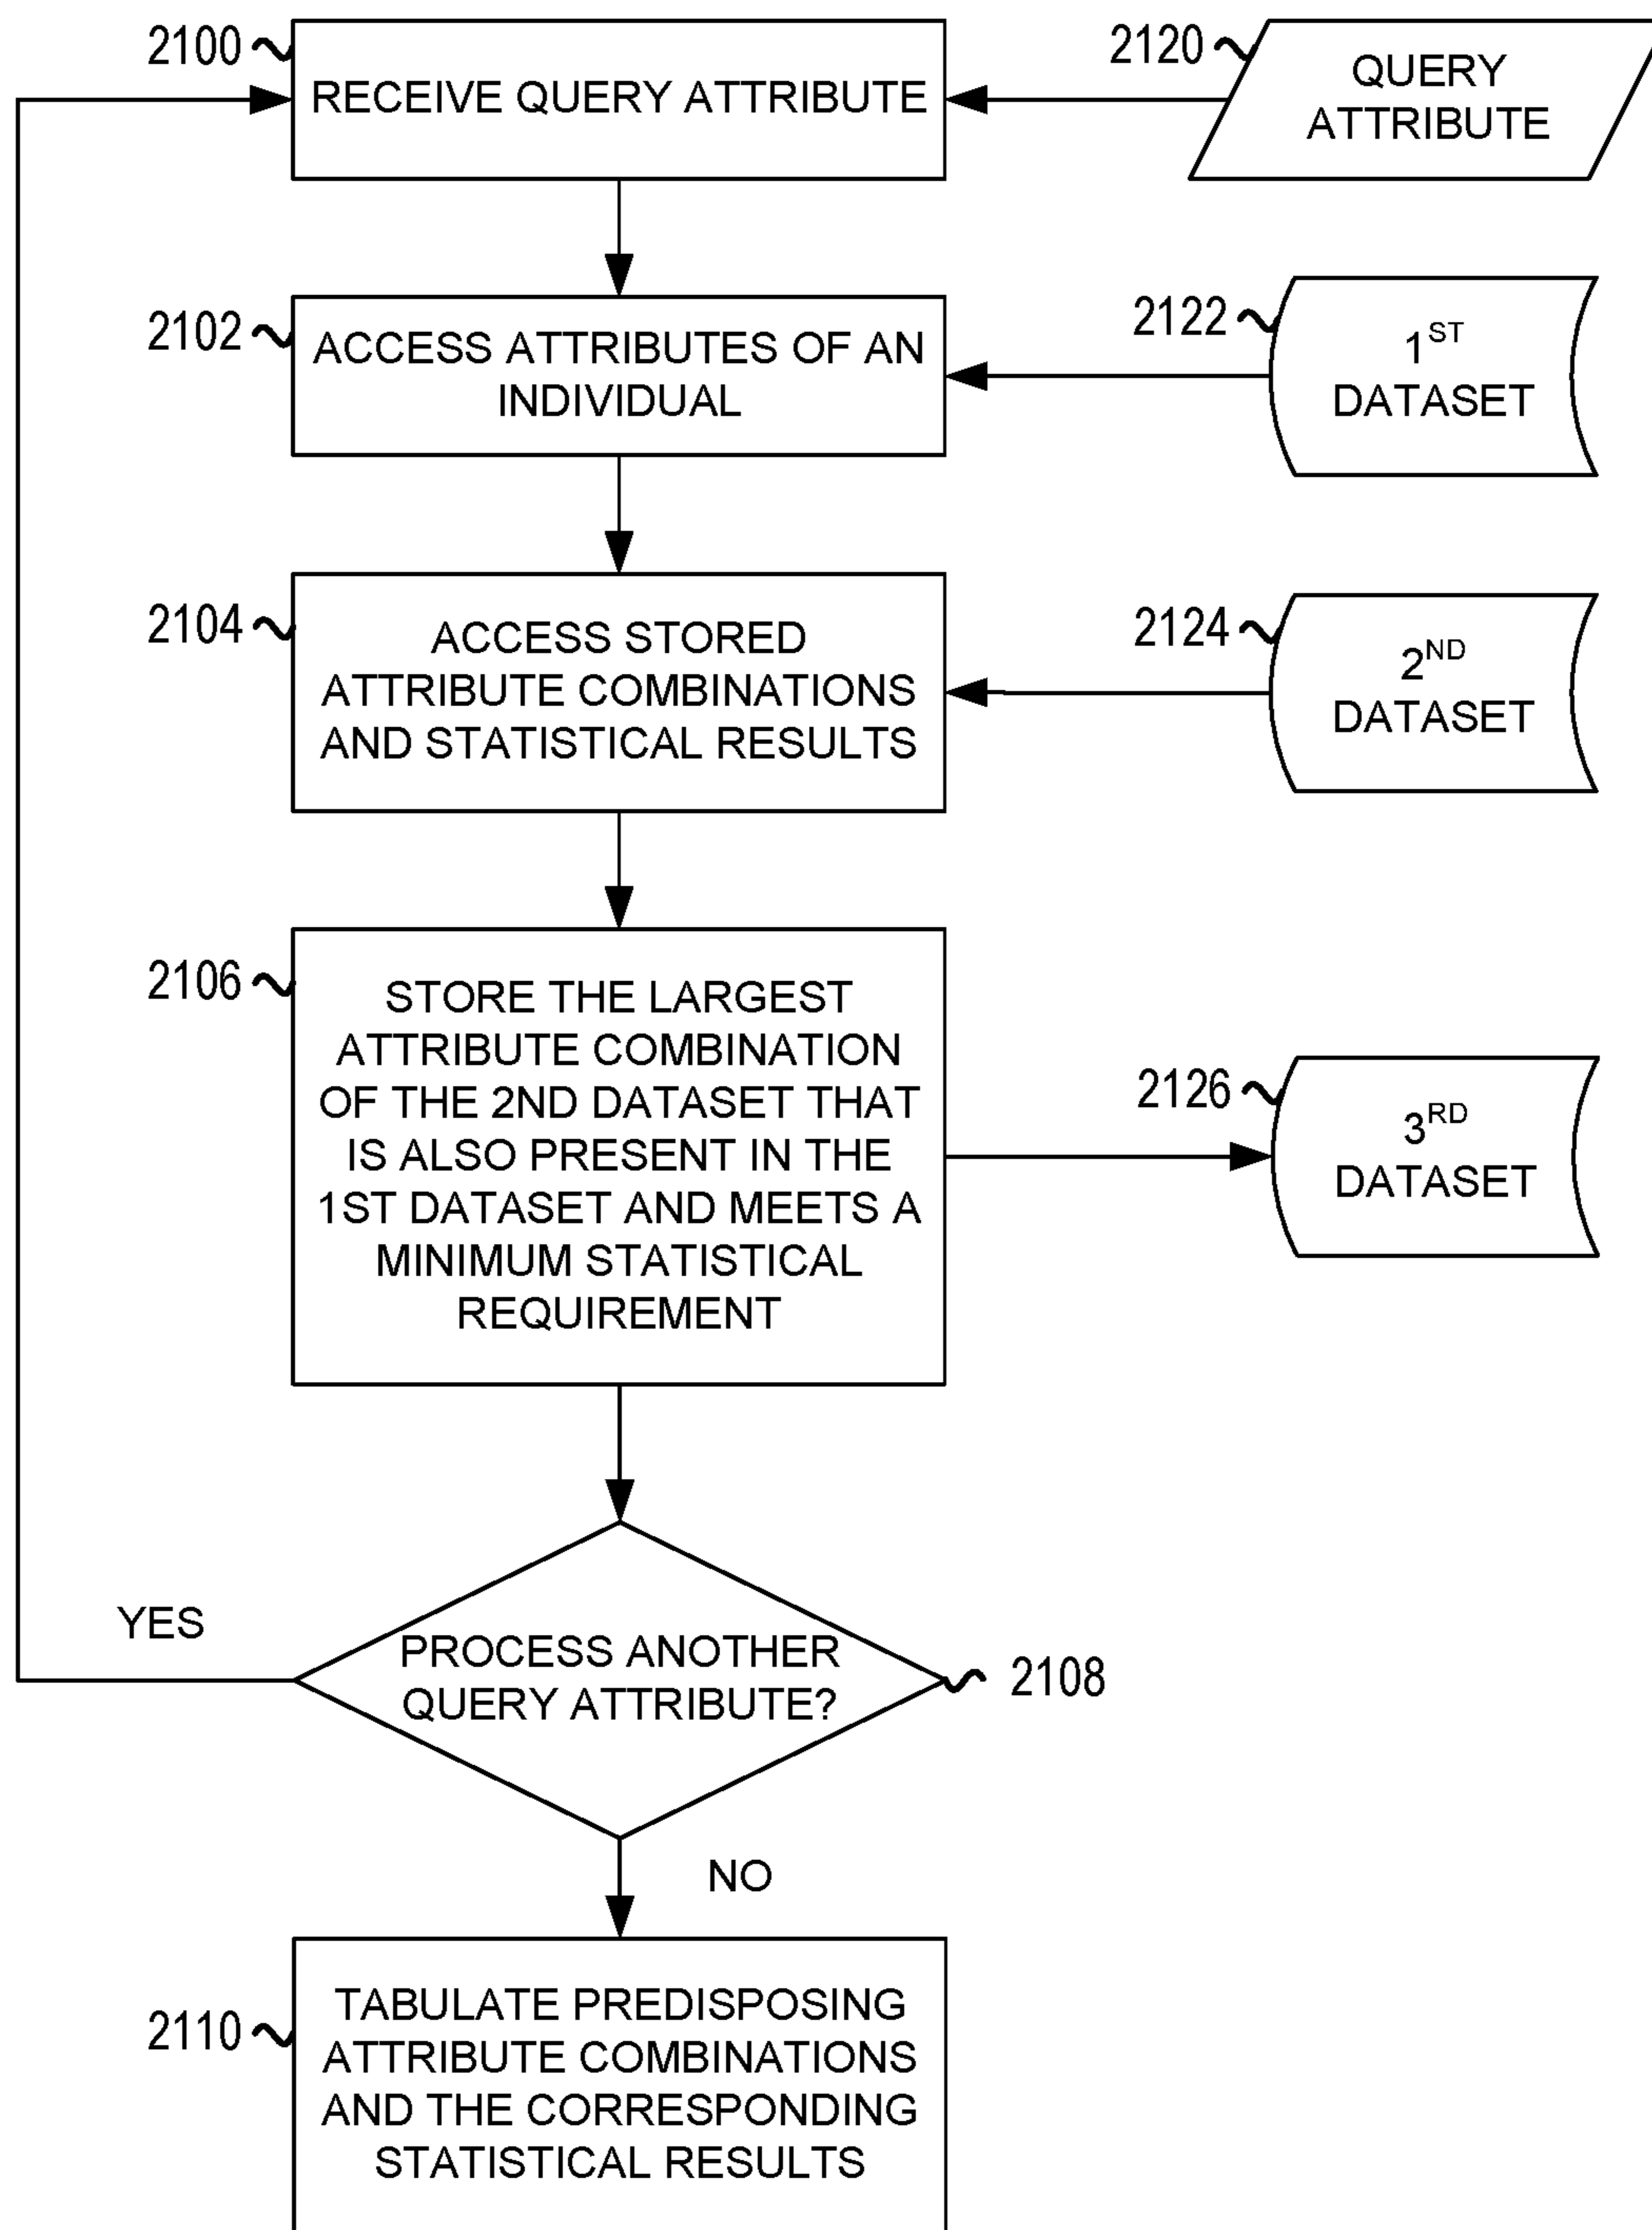 2100
RECEIVE QUERY ATTRIBUTE
2120
QUERY
ATTRIBUTE
2102
ACCESS ATTRIBUTES OF AN
INDIVIDUAL
2122
1ST
DATASET
2104
ACCESS STORED
ATTRIBUTE COMBINATIONS
AND STATISTICAL RESULTS
2124
2ND
DATASET
2106
STORE THE LARGEST
ATTRIBUTE COMBINATION
OF THE 2ND DATASET THAT
IS ALSO PRESENT IN THE
1ST DATASET AND MEETS A
MINIMUM STATISTICAL
REQUIREMENT
2126
3RD
DATASET
YES
PROCESS ANOTHER
QUERY ATTRIBUTE?
2108
NO
2110
TABULATE PREDISPOSING
ATTRIBUTE COMBINATIONS
AND THE CORRESPONDING
STATISTICAL RESULTS